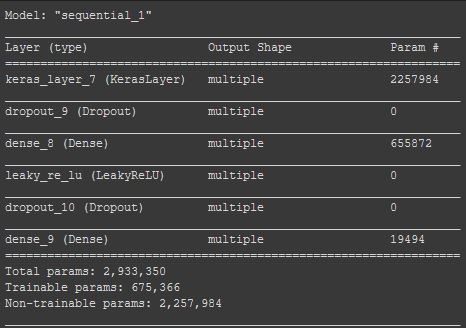 Model: "sequential_1"
Layer (type) Output Shape Param #
keras_layer_7 (KerasLayer) multiple 2257984
dropout_9 (Dropout) multiple 0
dense_8 (Dense) multiple 655872
leaky_re_lu (LeakyReLU) multiple 0
dropout_10 (Dropout) multiple 0
dense_9 (Dense) multiple 19494
Total params: 2,933,350
Trainable params: 675,366
Non-trainable params: 2,257,984